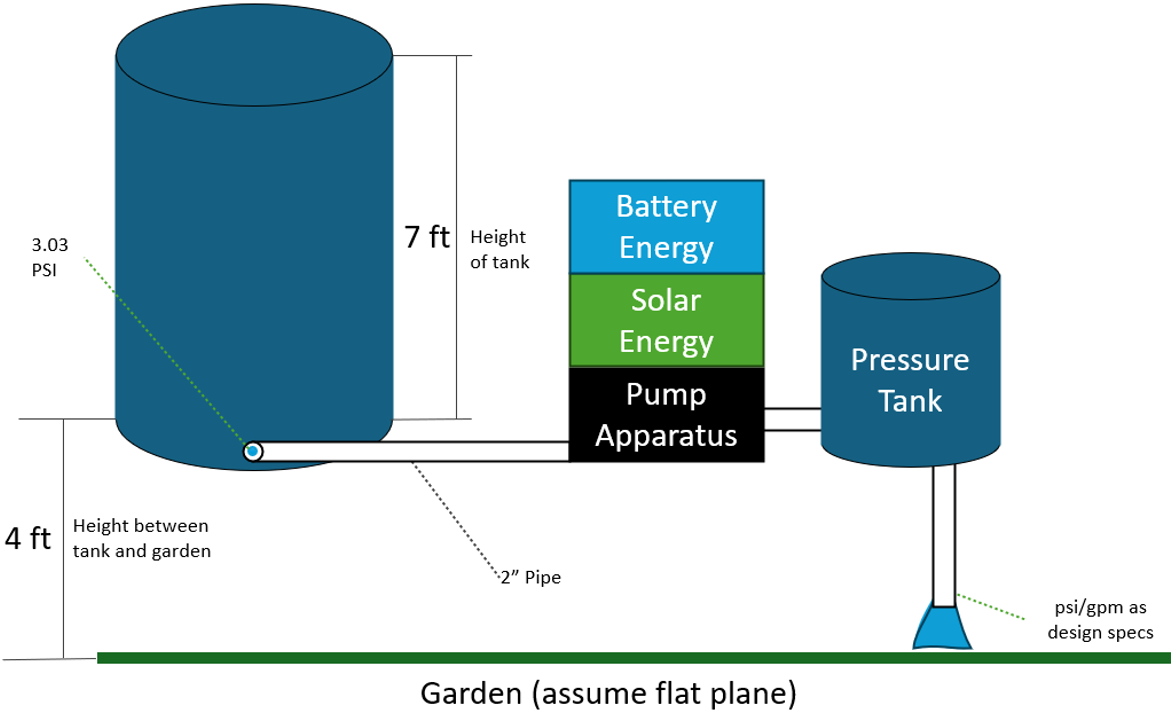 3.03
PSI
7 ft
Height
of tank
Battery
Energy
Solar
Energy
Pump
Apparatus
Pressure
Tank
4 ft
Height between
tank and garden
2” Pipe
psi/gpm as
design specs
Garden (assume flat plane)